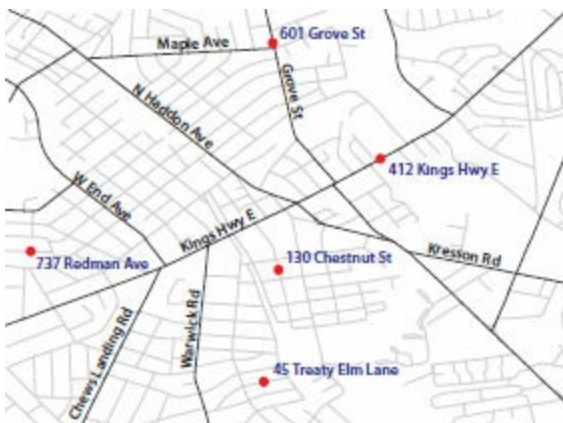 601 Grove St
Maple Ave
Grove St
N Haddon Ave
412 Kings Hwy E
W End Ave
Kings Hwy E
737 Redman Ave
130 Chestnut St
Kresson Rd
Chews Landing Rd
Warwick Rd
45 Treaty Elm Lane